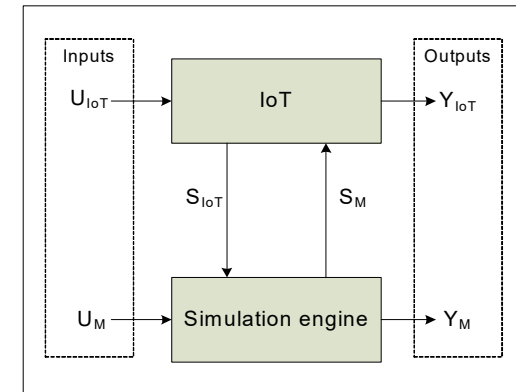 Inputs
Outputs
U_IoT
IoT
Y_IoT
S_IoT
S_M
U_M
Simulation engine
Y_M